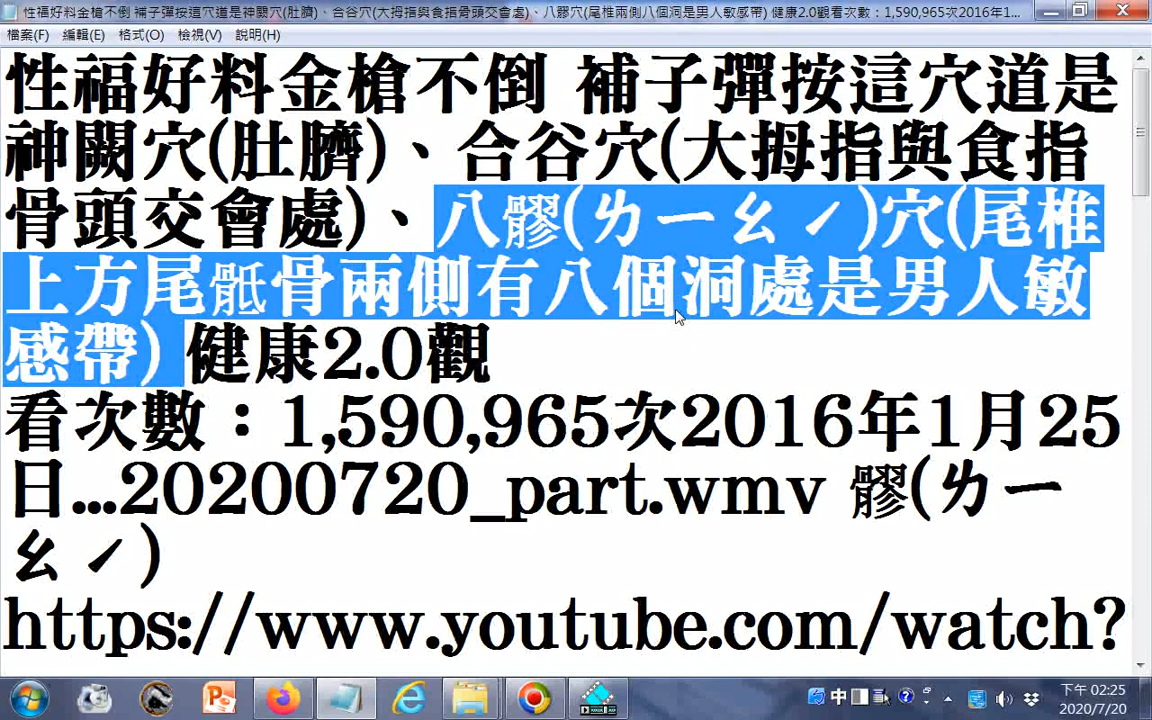 性福好料金槍不倒 補子彈按這穴道是神闕穴(肚臍)、合谷穴(大拇指與食指骨頭交會處)、八髎穴(尾椎兩側八個洞是男人敏感帶) 健康2.0觀看次數：1,590,965次2016年1...
檔案(F) 編輯(E) 格式(O) 檢視(V) 說明(H)
性福好料金槍不倒 補子彈按這穴道是
神闕穴(肚臍)、合谷穴(大拇指與食指
骨頭交會處)、八髎(ㄌㄧㄠˊ)穴(尾椎
上方尾骶骨兩側有八個洞處是男人敏
感帶) 健康2.0觀
看次數：1,590,965次2016年1月25
日...20200720_part.wmv 髎(ㄌㄧ
ㄠˊ)
https://www.youtube.com/watch?
中
下午 02:25
2020/7/20